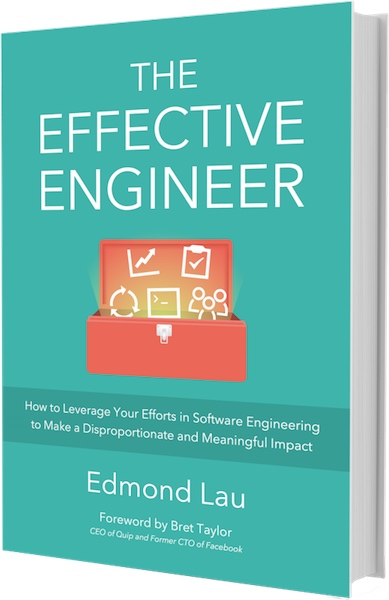 THE
EFFECTIVE
ENGINEER
How to Leverage Your Efforts in Software Engineering
to Make a Disproportionate and Meaningful Impact
Edmond Lau
Foreword by Bret Taylor
CEO of Quip and Former CTO of Facebook